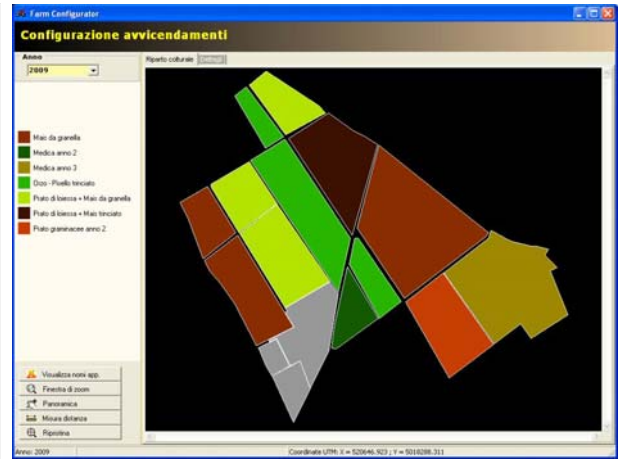 Farm Configurator
Configurazione avvicendamenti
Anno
2009
Riparto colturale Dettagli
Mais da granella
Medica anno 2
Medica anno 3
Orzo - Pisello trinciato
Prato di loiessa + Mais da granella
Prato di loiessa + Mais trinciato
Prato graminacee anno 2
Visualizza nomi app.
Finestra di zoom
Panoramica
Misura distanza
Ripristina
Anno: 2009
Coordinate UTM: X = 520646.923 ; Y = 5018288.311